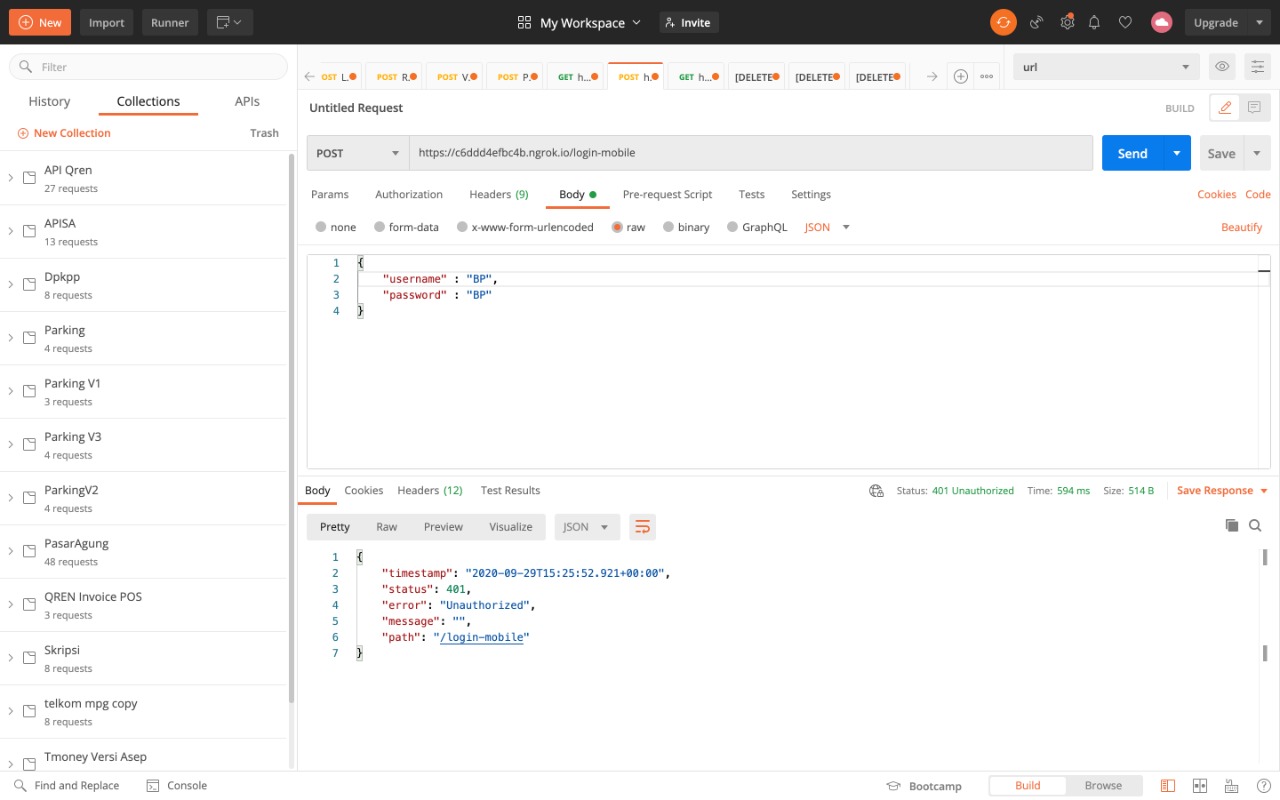 New Import Runner My Workspace Invite Upgrade
Filter
History Collections APIs
New Collection Trash
API Qren
27 requests
APISA
13 requests
Dpkpp
8 requests
Parking
4 requests
Parking V1
3 requests
Parking V3
4 requests
ParkingV2
4 requests
PasarAgung
48 requests
QREN Invoice POS
3 requests
Skripsi
8 requests
telkom mpg copy
8 requests
Tmoney Versi Asep
OST L... POST R... POST V... POST P... GET h... POST h... GET h... [DELETE [DELETE [DELETE url
Untitled Request BUILD
POST https://c6ddd4efbc4b.ngrok.io/login-mobile Send Save
Params Authorization Headers (9) Body Pre-request Script Tests Settings Cookies Code
none form-data x-www-form-urlencoded raw binary GraphQL JSON Beautify
1 {
2 "username" : "BP",
3 "password" : "BP"
4 }
Body Cookies Headers (12) Test Results Status: 401 Unauthorized Time: 594 ms Size: 514 B Save Response
Pretty Raw Preview Visualize JSON
1 {
2 "timestamp": "2020-09-29T15:25:52.921+00:00",
3 "status": 401,
4 "error": "Unauthorized",
5 "message": "",
6 "path": "/login-mobile"
7 }
Find and Replace Console Bootcamp Build Browse